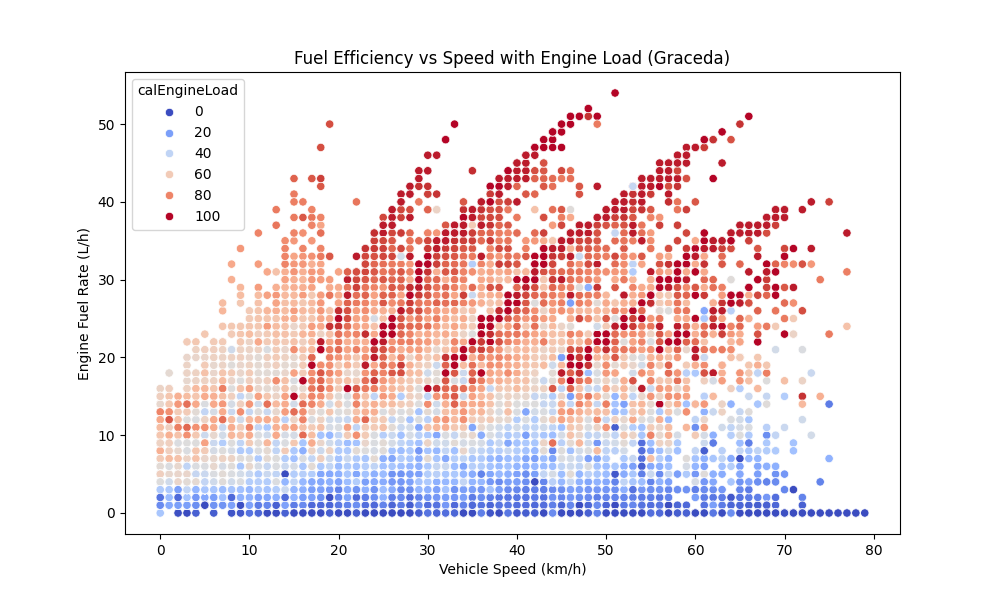 Fuel Efficiency vs Speed with Engine Load (Graceda)
calEngineLoad
0
20
40
60
80
100
Engine Fuel Rate (L/h)
50
40
30
20
10
0
0 10 20 30 40 50 60 70 80
Vehicle Speed (km/h)